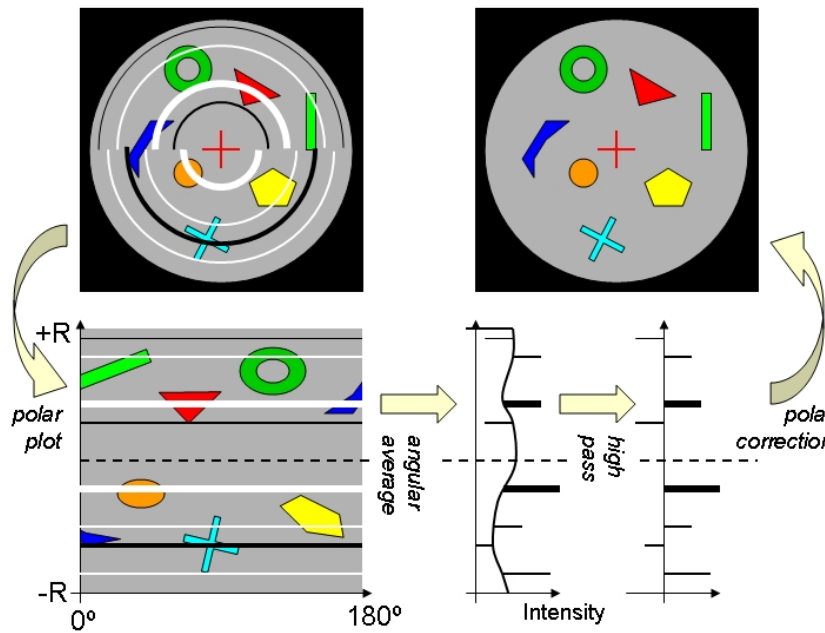 +R
polar
plot
-R
0º
180º
angular
average
high
pass
Intensity
polar
correction